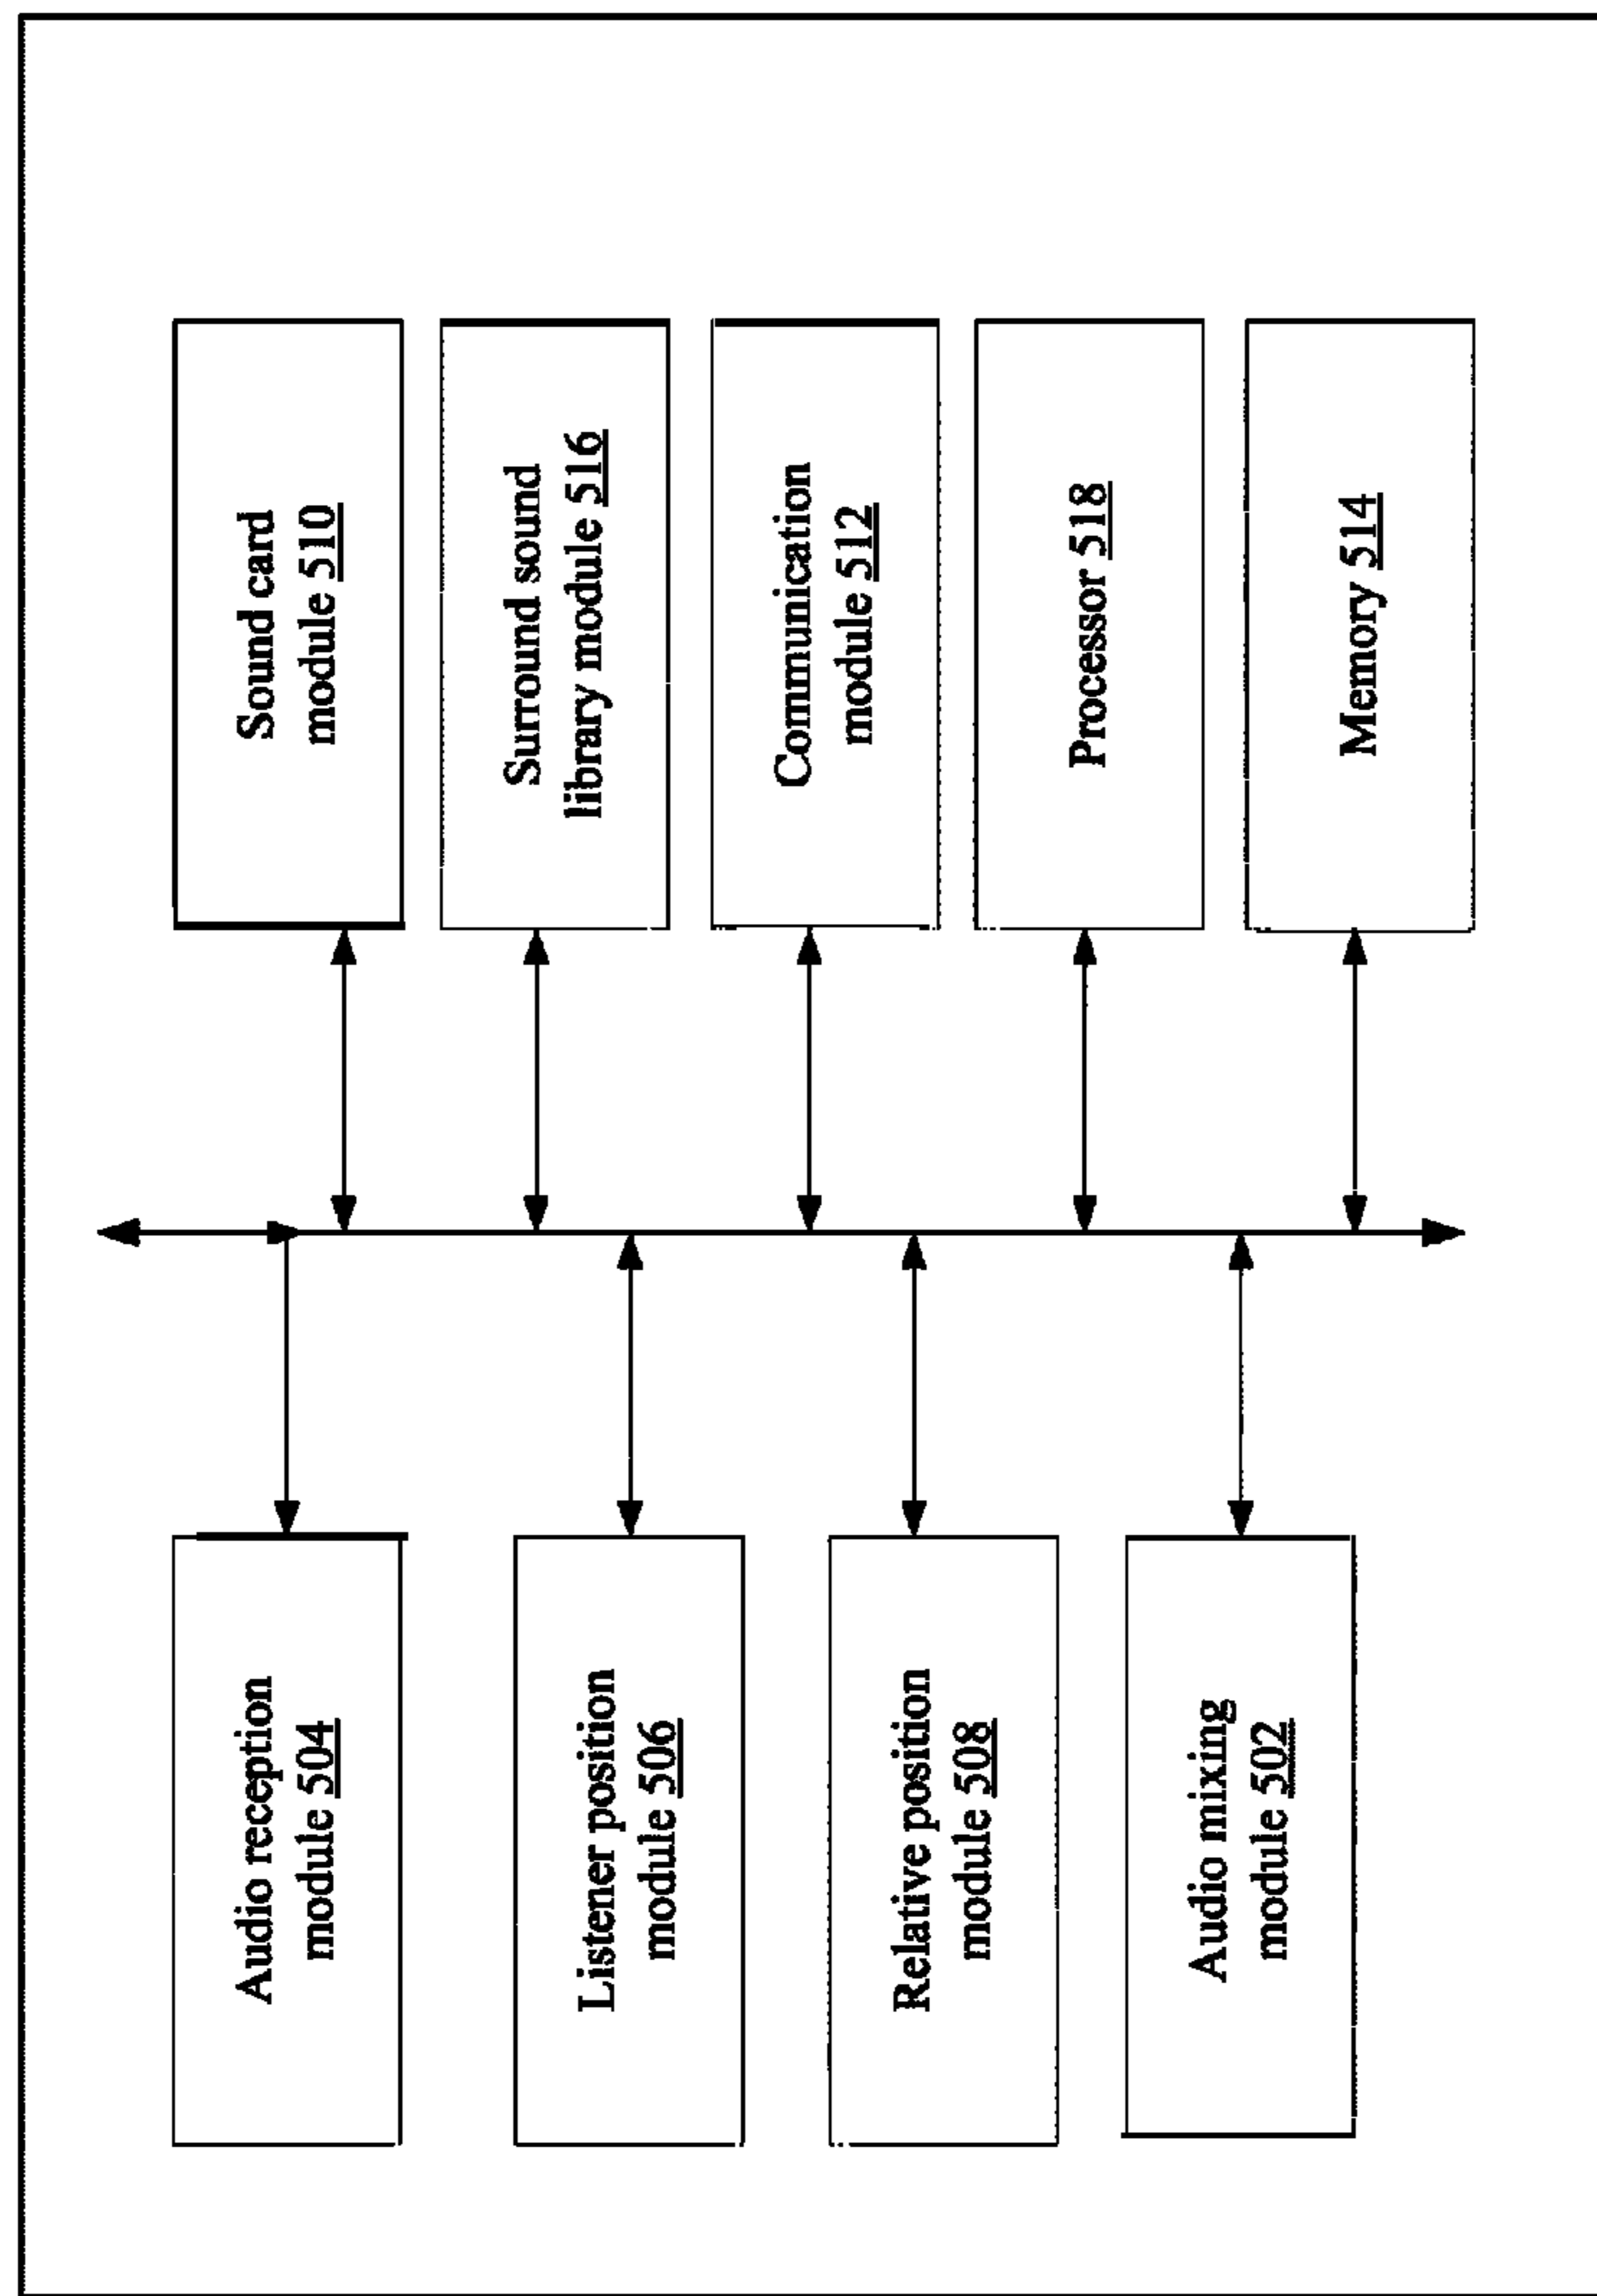 Audio reception
module 504
Sound card
module 510
Listener position
module 506
Surround sound
library module 516
Relative position
module 508
Communication
module 512
Audio mixing
module 502
Processor 518
Memory 514